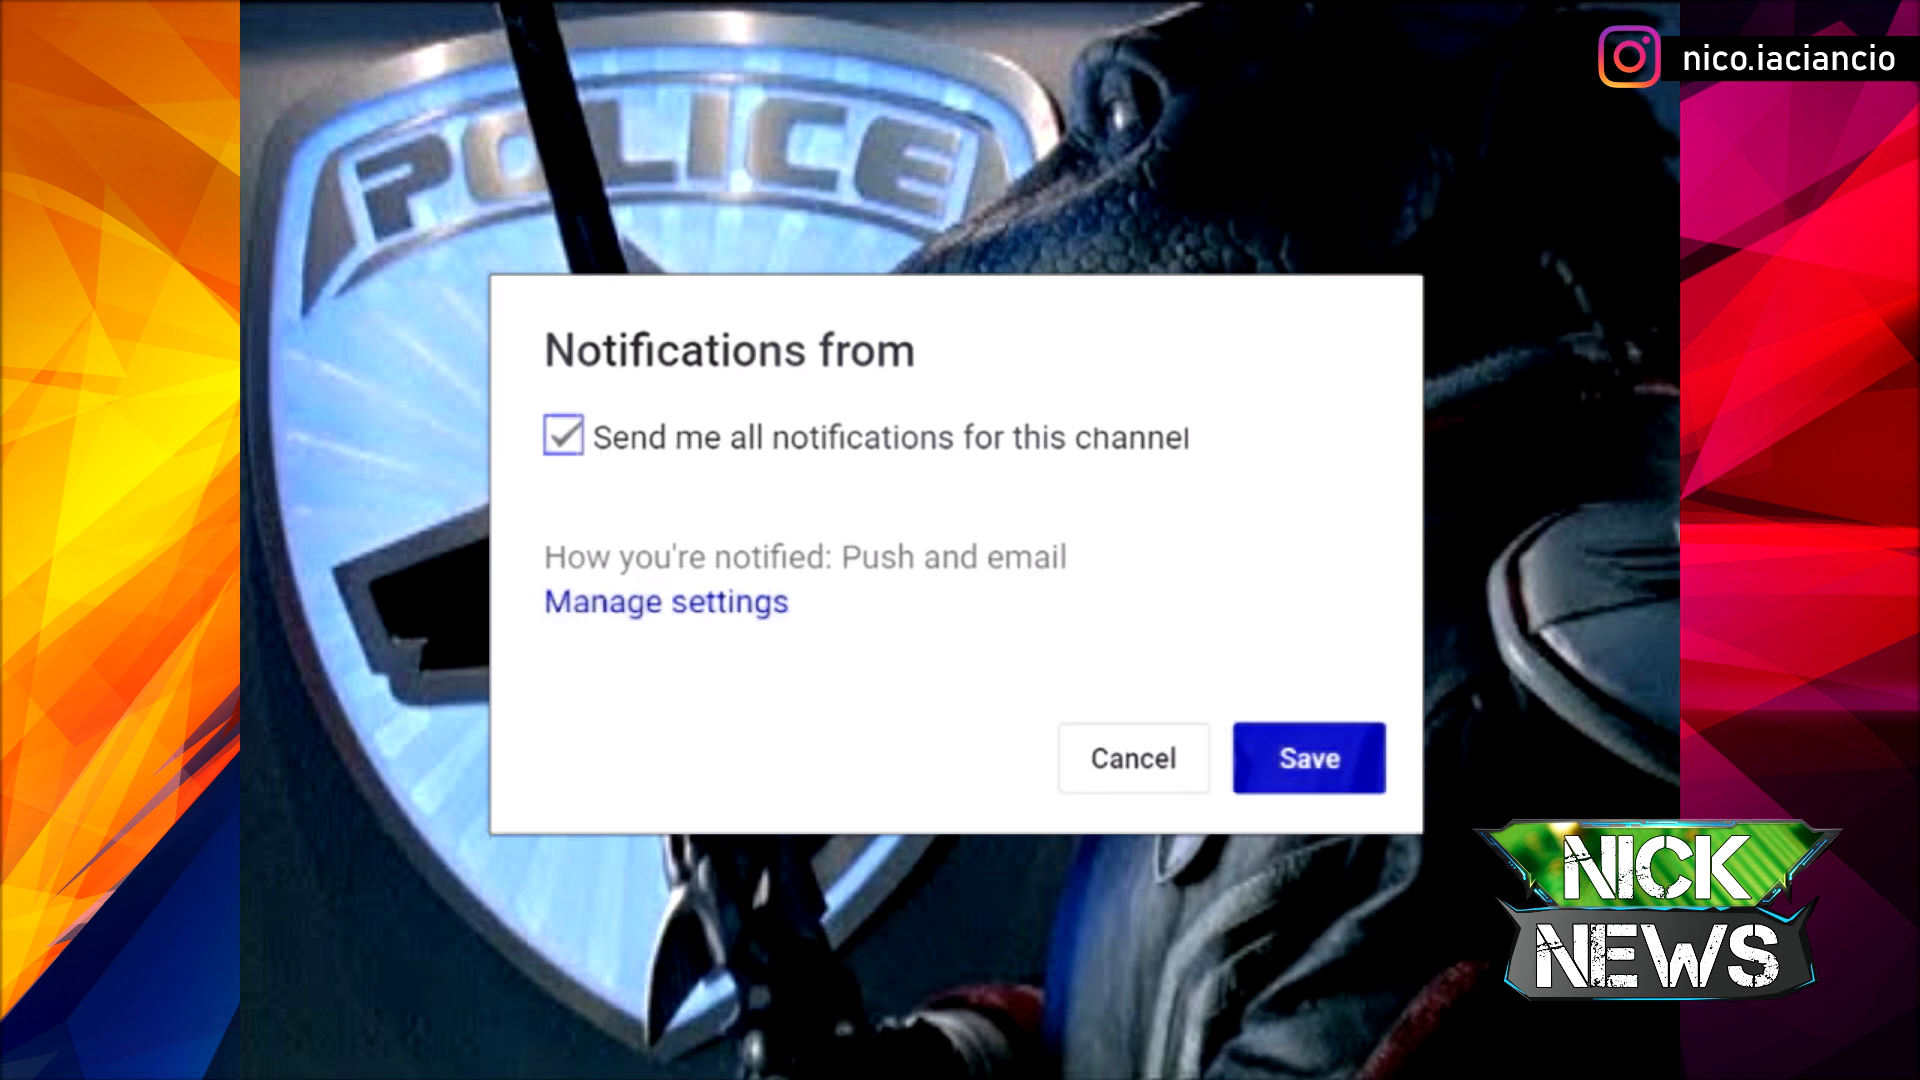 nico.iaciancio
POLICE
Notifications from
Send me all notifications for this channel
How you're notified: Push and email
Manage settings
Cancel
Save
NICK
NEWS